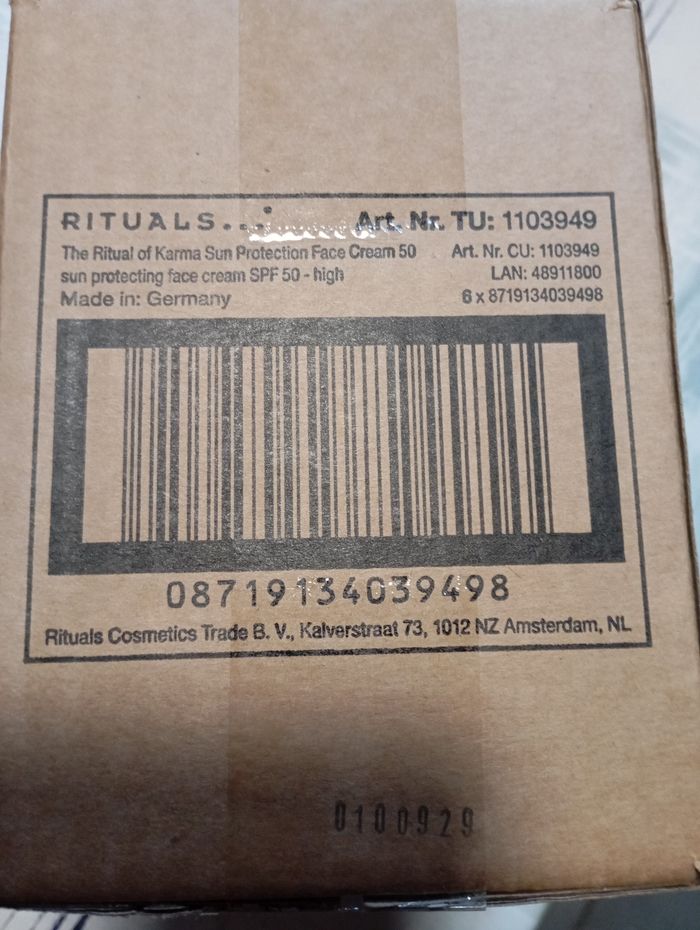 RITUALS...
Art. Nr. TU: 1103949
The Ritual of Karma Sun Protection Face Cream 50
Art. Nr. CU: 1103949
sun protecting face cream SPF 50 - high
LAN: 48911800
Made in: Germany
6 x 8719134039498
08719134039498
Rituals Cosmetics Trade B. V., Kalverstraat 73, 1012 NZ Amsterdam, NL
0100929